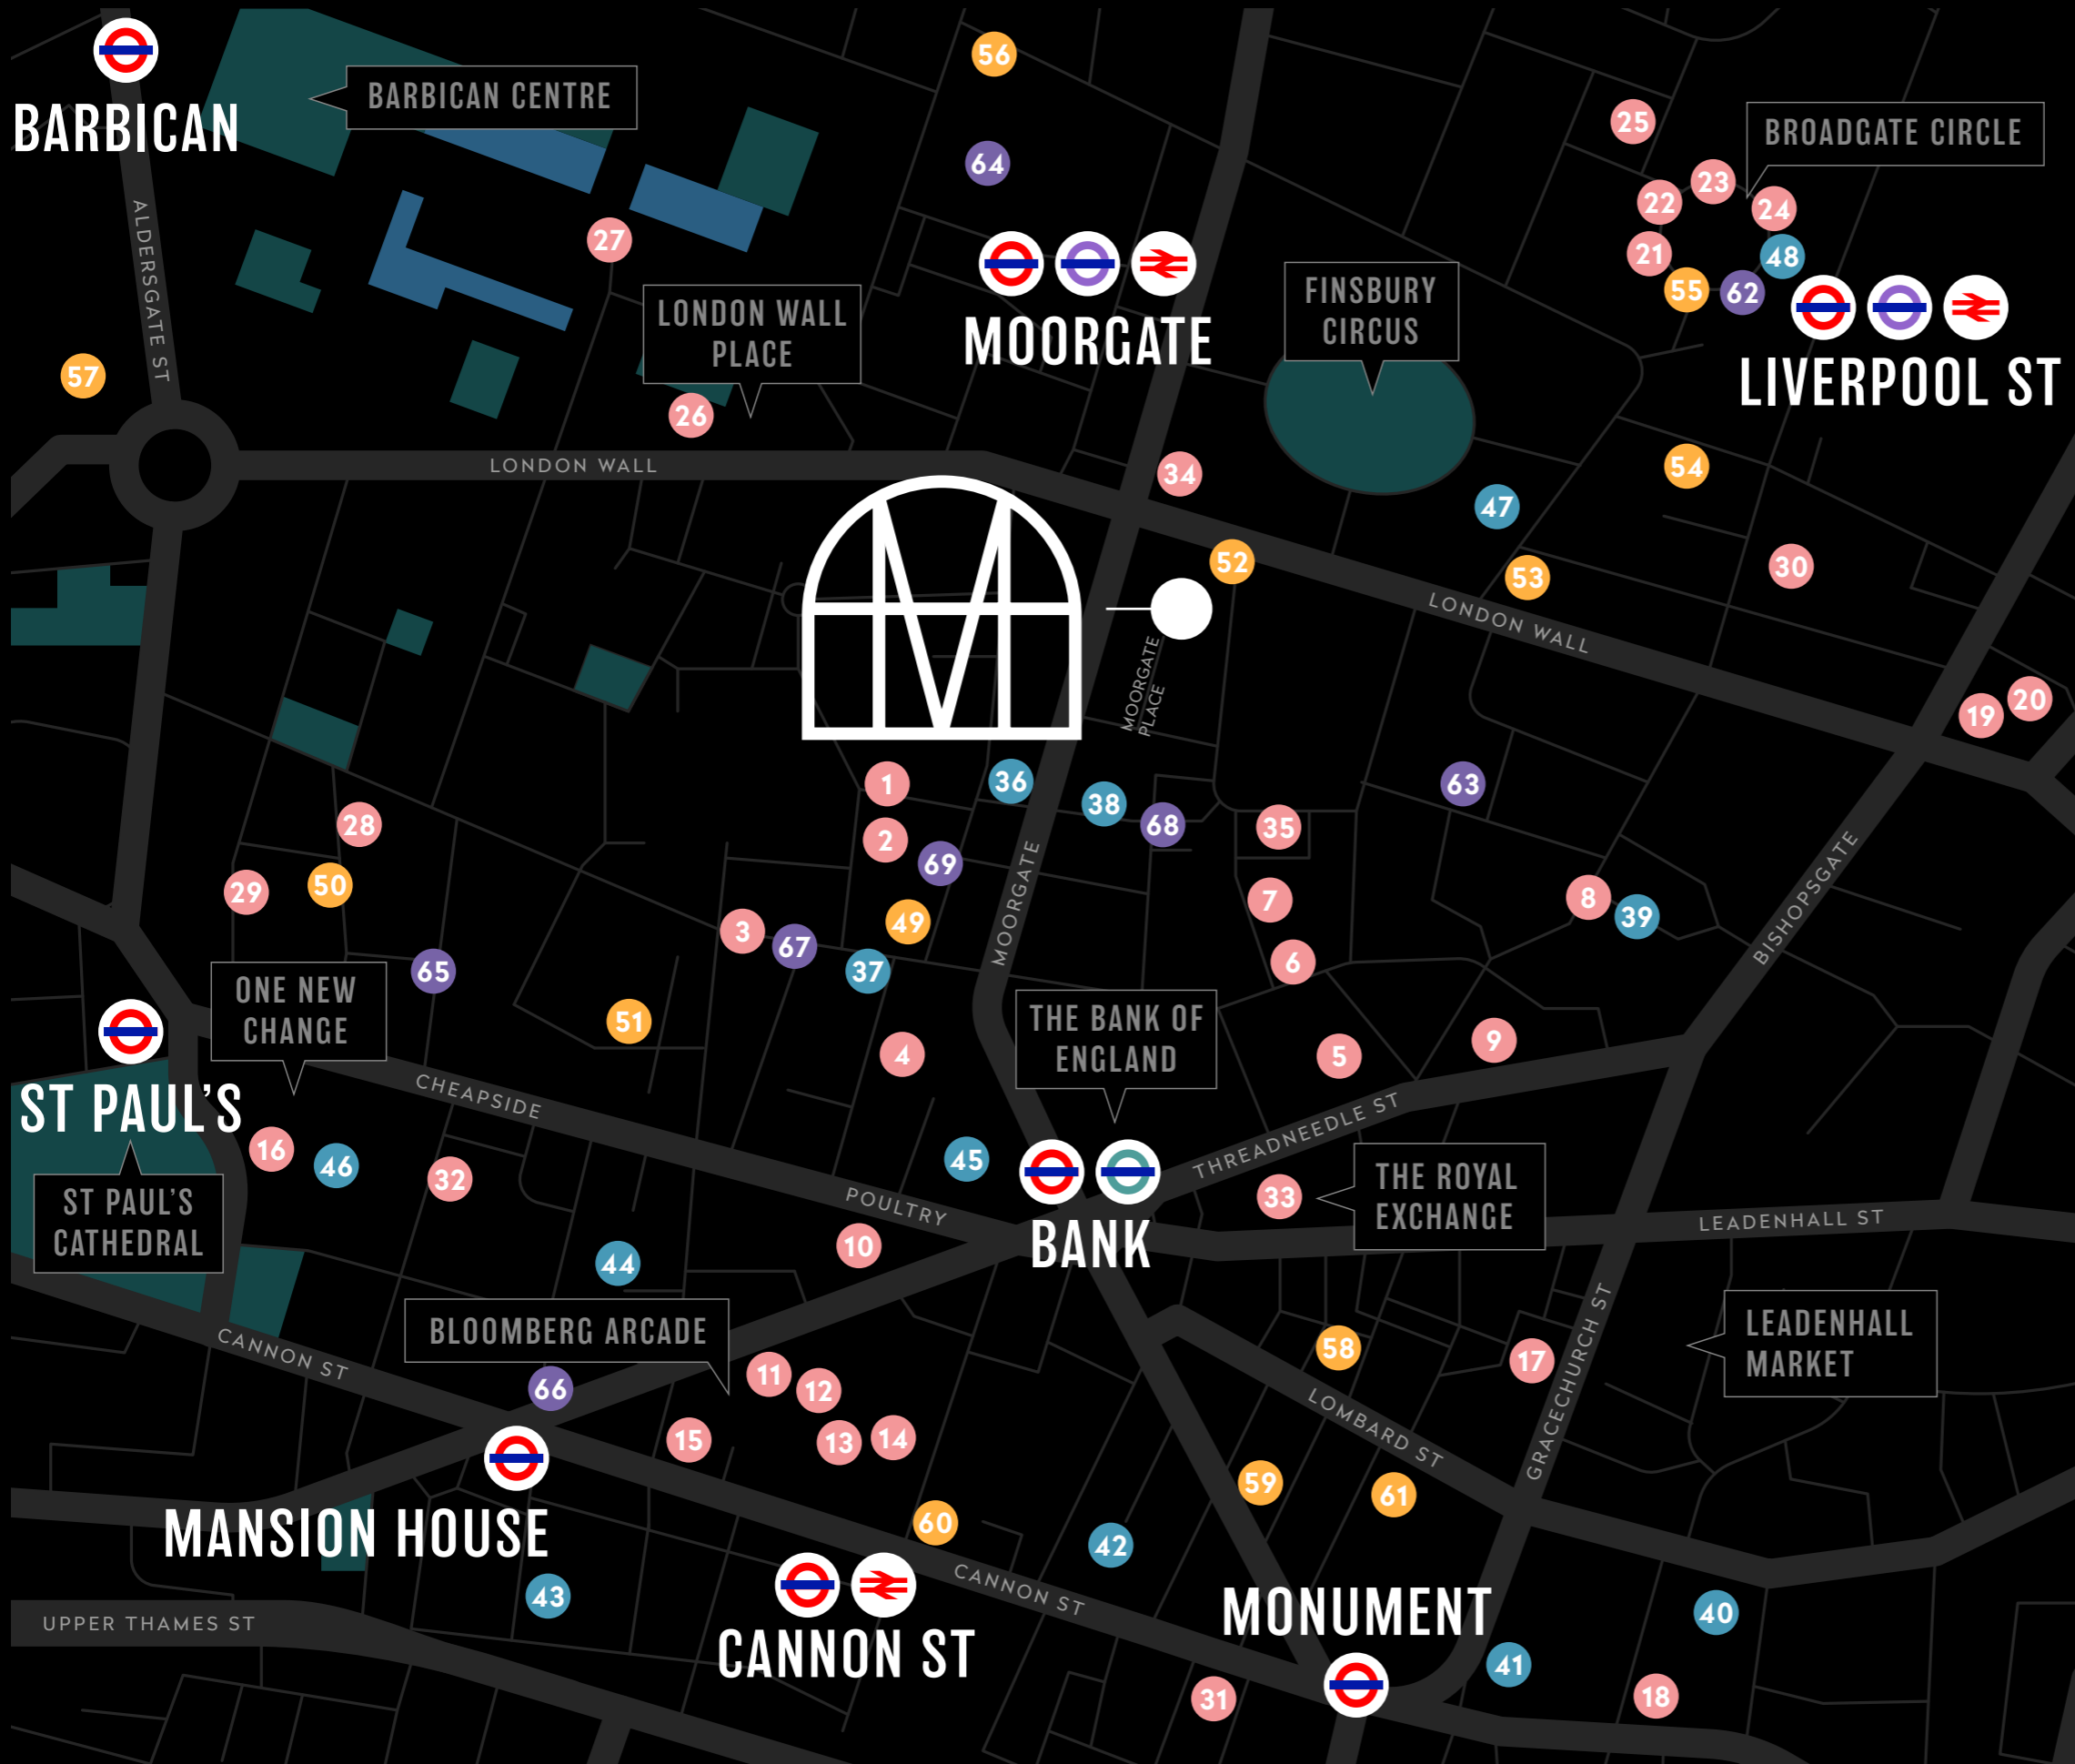 56
BARBICAN CENTRE
BARBICAN
25
BROADGATE CIRCLE
64
23
22
24
ALDERSGATE ST
27
21
48
55
62
LONDON WALL
PLACE
MOORGATE
FINSBURY
CIRCUS
LIVERPOOL ST
57
26
LONDON WALL
34
54
47
52
53
30
LONDON WALL
MOORGATE
PLACE
19
20
1
36
38
63
28
2
68
35
69
MOORGATE
29
50
7
8
39
BISHOPSGATE
3
67
49
37
6
65
ONE NEW
CHANGE
51
THE BANK OF
ENGLAND
4
5
9
ST PAUL'S
CHEAPSIDE
THREADNEEDLE ST
16
46
32
45
33
THE ROYAL
EXCHANGE
ST PAUL'S
CATHEDRAL
POULTRY
BANK
LEADENHALL ST
10
44
BLOOMBERG ARCADE
CANNON ST
58
17
GRACECHURCH ST
LEADENHALL
MARKET
66
11
12
LOMBARD ST
15
13
14
59
61
MANSION HOUSE
60
42
43
CANNON ST
MONUMENT
40
UPPER THAMES ST
CANNON ST
41
31
18